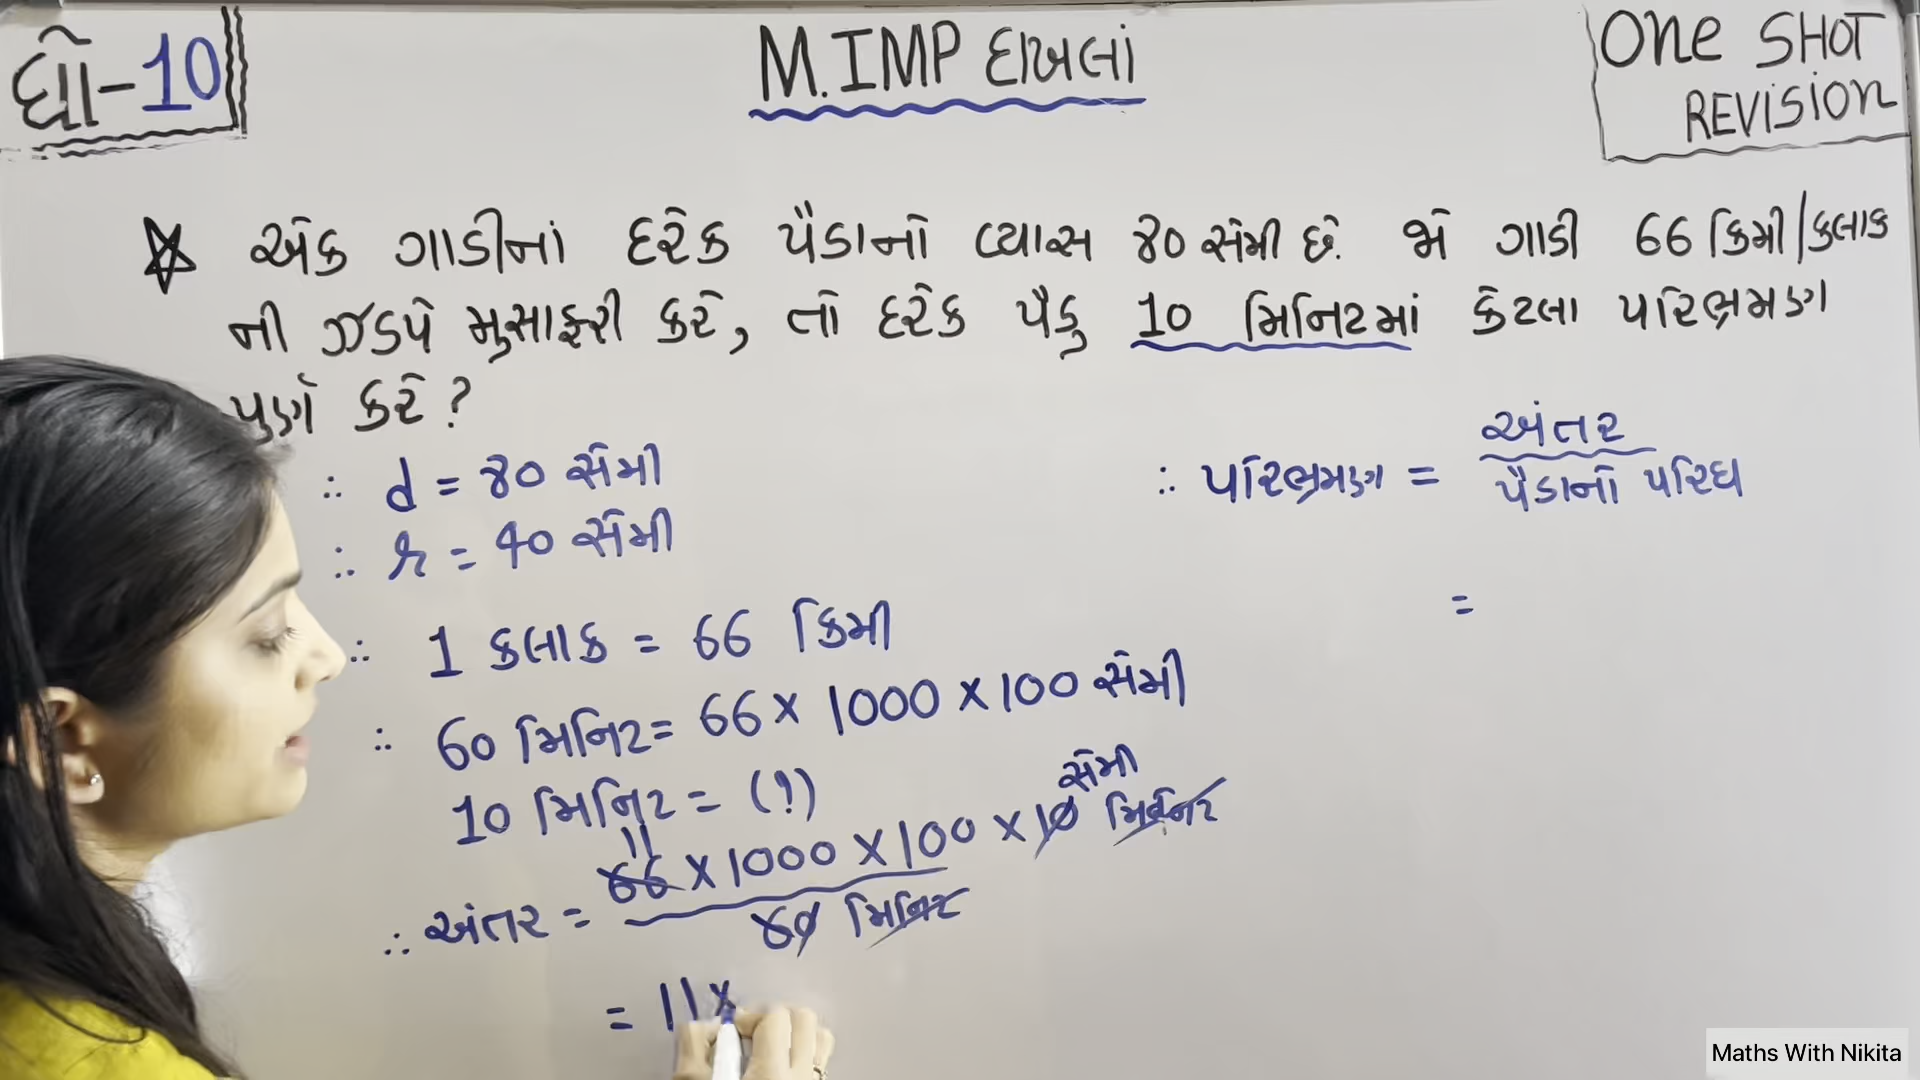 ધો-10
M.IMP દાખલાં
One SHOT
REVISION
એક ગાડીનાં દરેક પૈડાનો વ્યાસ 80 સેમી છે. જો ગાડી 66 કિમી/કલાક
ની ઝડપે મુસાફરી કરે, તો દરેક પૈડુ 10 મિનિટમાં કેટલા પરિભ્રમણ
પુર્ણ કરે?
∴ d = 80 સેમી
∴ r = 40 સેમી
∴ 1 કલાક = 66 કિમી
∴ 60 મિનિટ = 66 × 1000 × 100 સેમી
10 મિનિટ = (?)
સેમી
11
66 × 1000 × 100 × 10 મિનિટ
∴ અંતર =
60 મિનિટ
= 11 ×
અંતર
∴ પરિભ્રમણ =
પૈડાનો પરિઘ
=
Maths With Nikita